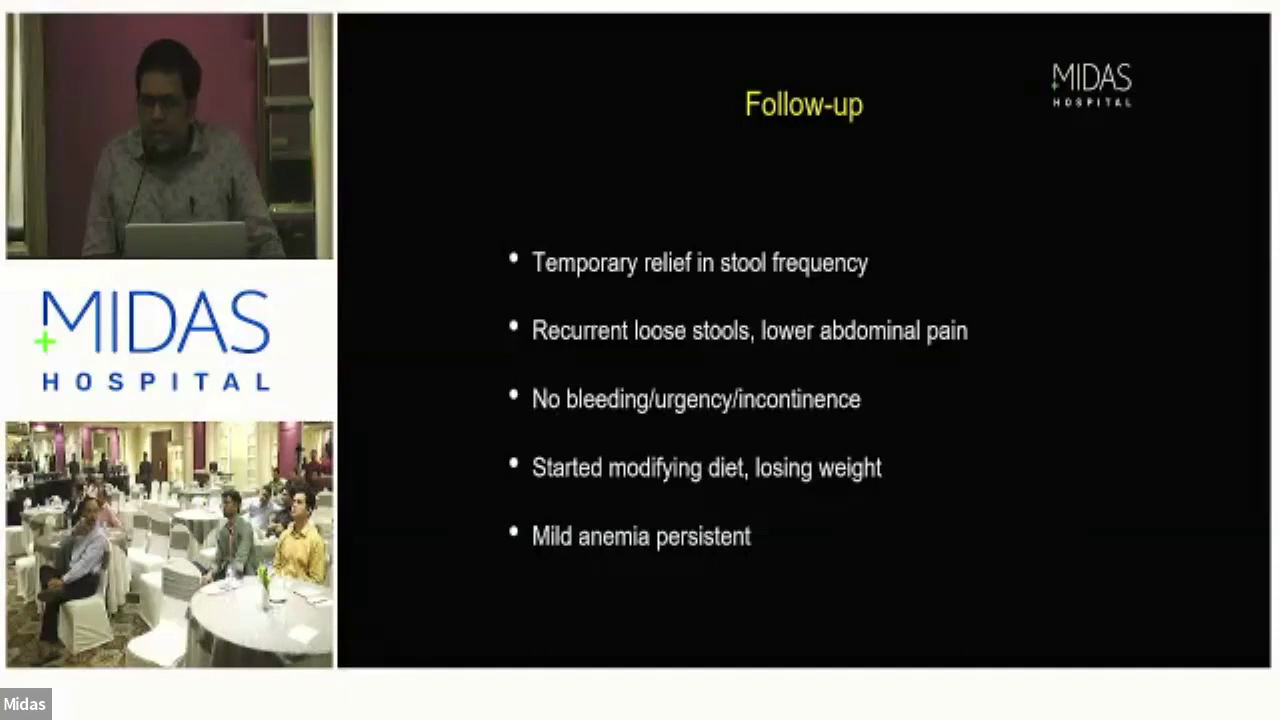 MIDAS
HOSPITAL
Follow-up
• Temporary relief in stool frequency
• Recurrent loose stools, lower abdominal pain
• No bleeding/urgency/incontinence
• Started modifying diet, losing weight
• Mild anemia persistent
MIDAS
HOSPITAL
Midas